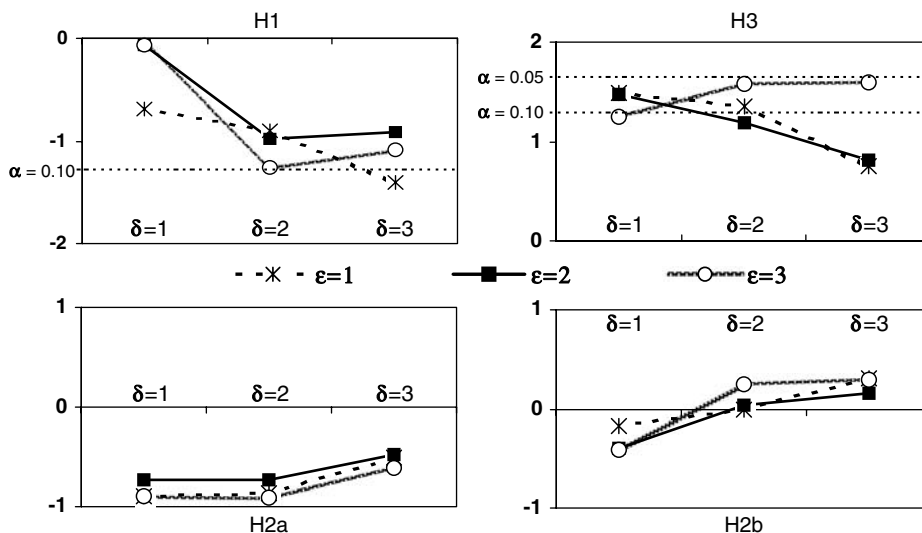 H1
0
-1
α = 0.10
-2
δ=1 δ=2 δ=3
H3
2
α = 0.05
α = 0.10
1
0
δ=1 δ=2 δ=3
ε=1 ε=2 ε=3
1
0
-1
δ=1 δ=2 δ=3
H2a
1
0
-1
δ=1 δ=2 δ=3
H2b